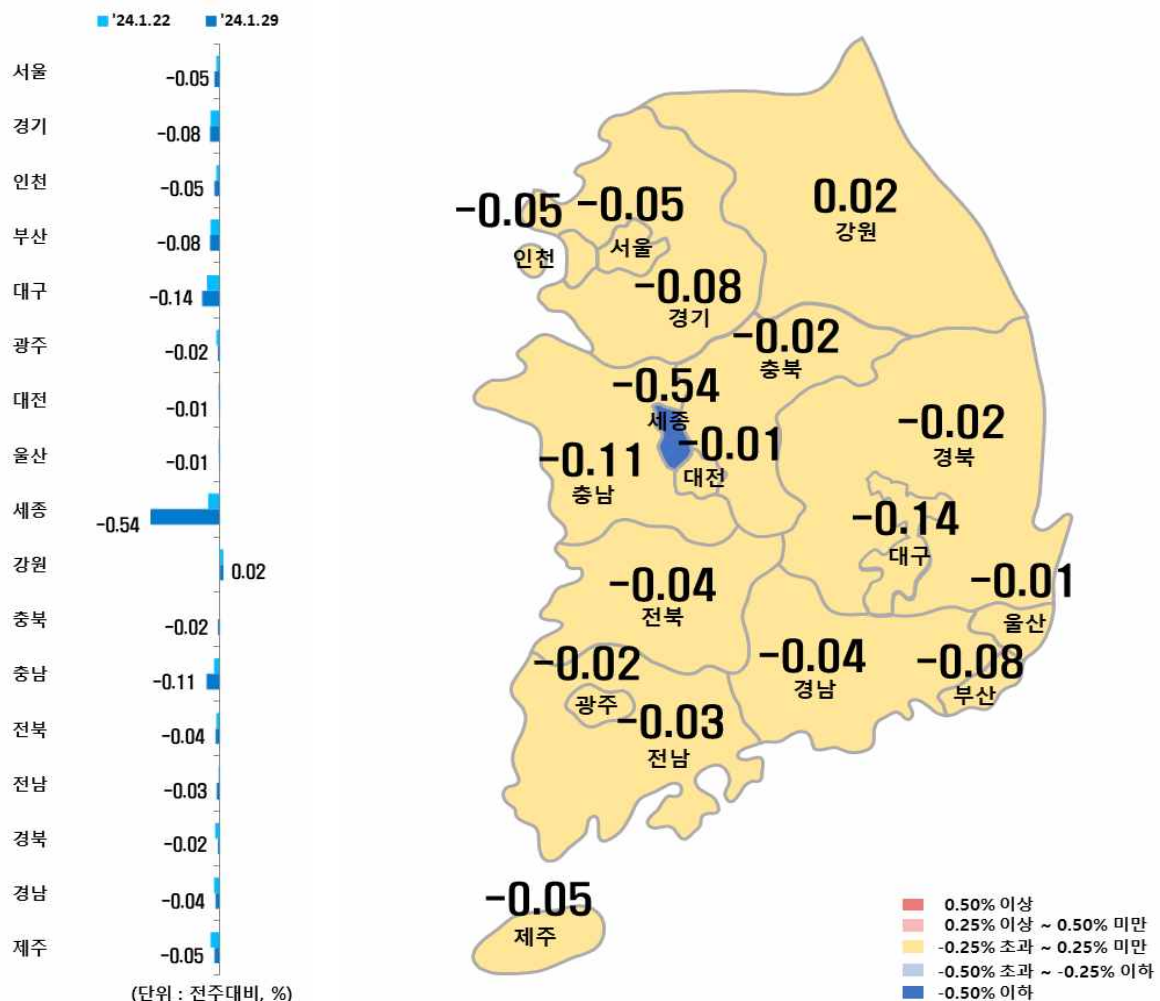 '24.1.22 '24.1.29
서울 -0.05
경기 -0.08
인천 -0.05
부산 -0.08
대구 -0.14
광주 -0.02
대전 -0.01
울산 -0.01
세종 -0.54
강원 0.02
충북 -0.02
충남 -0.11
전북 -0.04
전남 -0.03
경북 -0.02
경남 -0.04
제주 -0.05
(단위 : 전주대비, %)
0.02
강원
-0.05
인천
-0.05
서울
-0.08
경기
-0.02
충북
-0.54
세종
-0.01
대전
-0.11
충남
-0.02
경북
-0.14
대구
-0.01
울산
-0.04
전북
-0.04
경남
-0.08
부산
-0.02
광주
-0.03
전남
-0.05
제주
0.50% 이상
0.25% 이상 ~ 0.50% 미만
-0.25% 초과 ~ 0.25% 미만
-0.50% 초과 ~ -0.25% 이하
-0.50% 이하